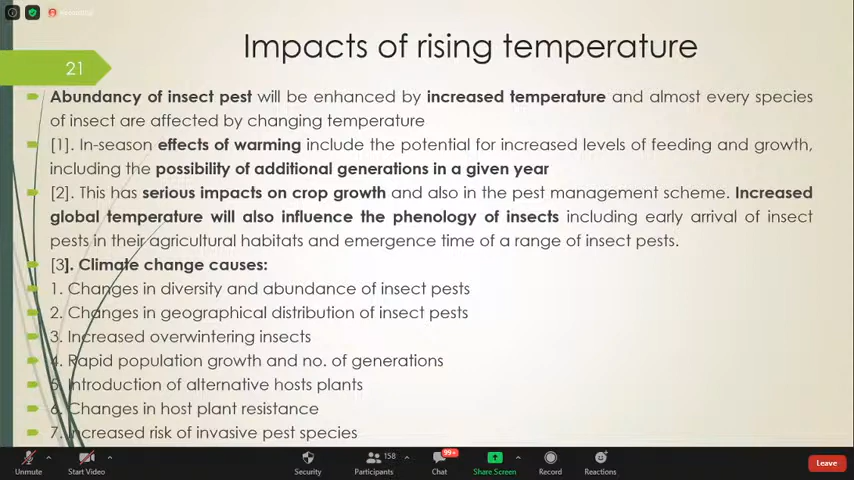 Recording
Impacts of rising temperature
21
Abundancy of insect pest will be enhanced by increased temperature and almost every species
of insect are affected by changing temperature
[1]. In-season effects of warming include the potential for increased levels of feeding and growth,
including the possibility of additional generations in a given year
[2]. This has serious impacts on crop growth and also in the pest management scheme. Increased
global temperature will also influence the phenology of insects including early arrival of insect
pests in their agricultural habitats and emergence time of a range of insect pests.
[3]. Climate change causes:
1. Changes in diversity and abundance of insect pests
2. Changes in geographical distribution of insect pests
3. Increased overwintering insects
4. Rapid population growth and no. of generations
5. Introduction of alternative hosts plants
6. Changes in host plant resistance
7. Increased risk of invasive pest species
158
99+
Unmute
Start Video
Security
Participants
Chat
Share Screen
Record
Reactions
Leave